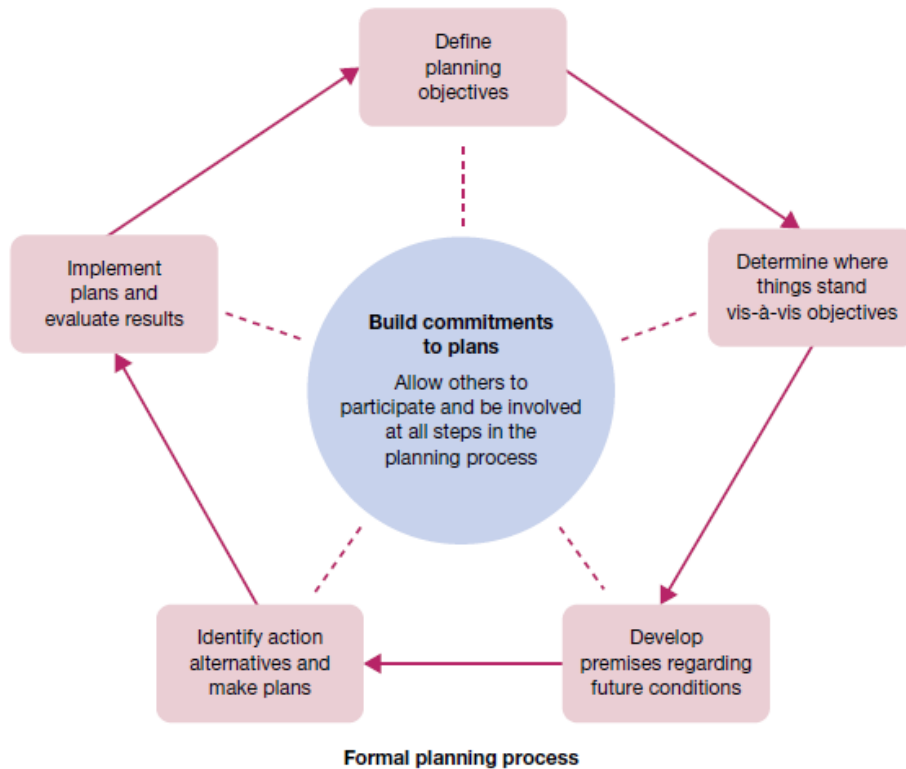 Define
planning
objectives
Determine where
things stand
vis-à-vis objectives
Develop
premises regarding
future conditions
Identify action
alternatives and
make plans
Implement
plans and
evaluate results
Build commitments
to plans
Allow others to
participate and be involved
at all steps in the
planning process
Formal planning process